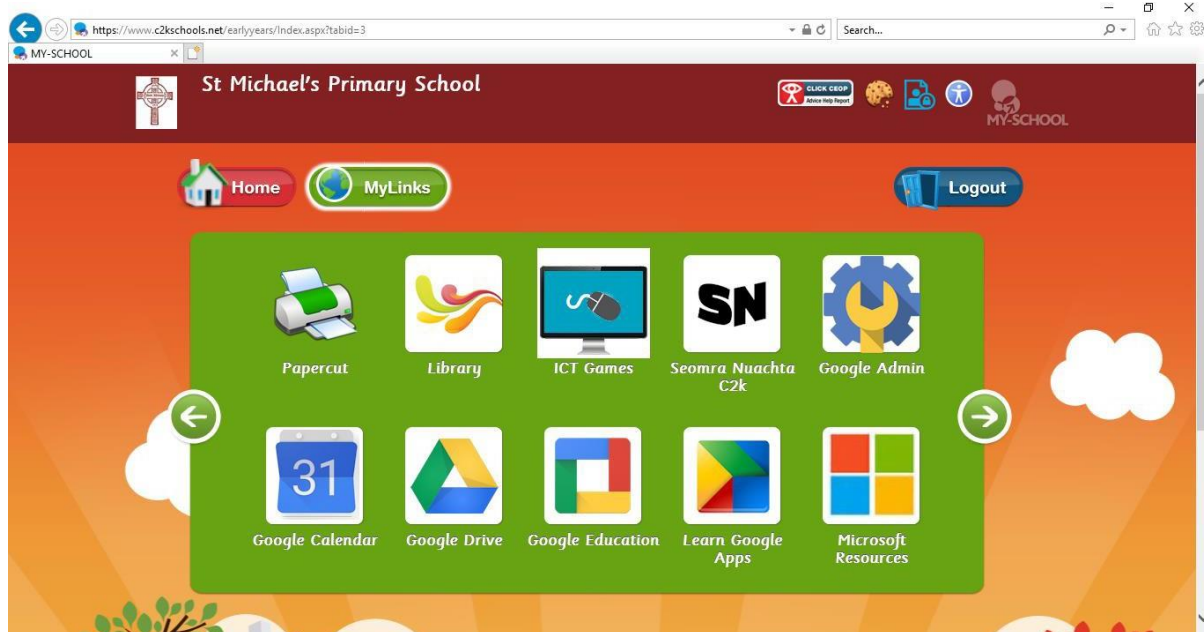 https://www.c2kschools.net/earlyyears/Index.aspx?tabid=3
Search...
MY-SCHOOL
St Michael's Primary School
CLICK CEOP
Advice Help Report
MY-SCHOOL
Home
MyLinks
Logout
SN
Papercut
Library
ICT Games
Seomra Nuachta
C2k
Google Admin
31
Google Calendar
Google Drive
Google Education
Learn Google
Apps
Microsoft
Resources